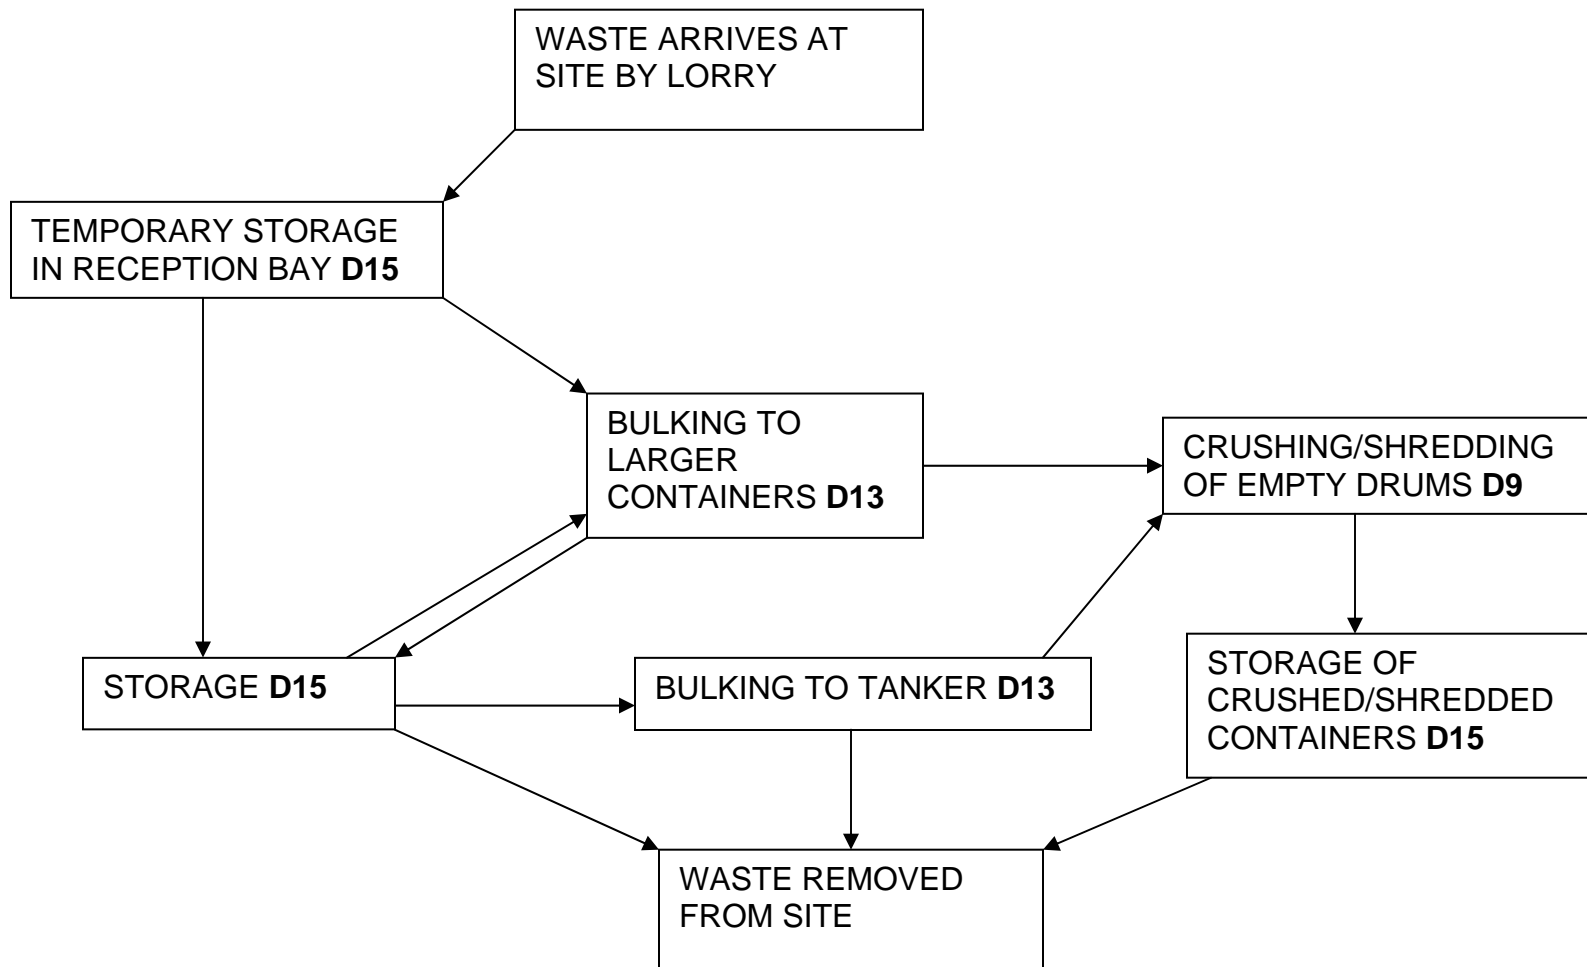 WASTE ARRIVES AT
SITE BY LORRY
TEMPORARY STORAGE
IN RECEPTION BAY D15
BULKING TO
LARGER
CONTAINERS D13
CRUSHING/SHREDDING
OF EMPTY DRUMS D9
STORAGE D15
BULKING TO TANKER D13
STORAGE OF
CRUSHED/SHREDDED
CONTAINERS D15
WASTE REMOVED
FROM SITE